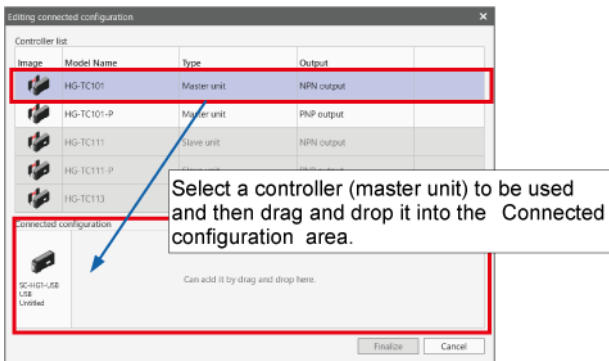 Editing connected configuration
Controller list
Image Model Name Type Output
HG-TC101 Master unit NPN output
HG-TC101-P Master unit PNP output
HG-TC111 Slave unit NPN output
HG-TC111-P Slave unit PNP output
HG-TC113
Select a controller (master unit) to be used
and then drag and drop it into the Connected
configuration area.
Connected configuration
SC-HG1-USB
USB
Untitled
Can add it by drag and drop here.
Finalize Cancel